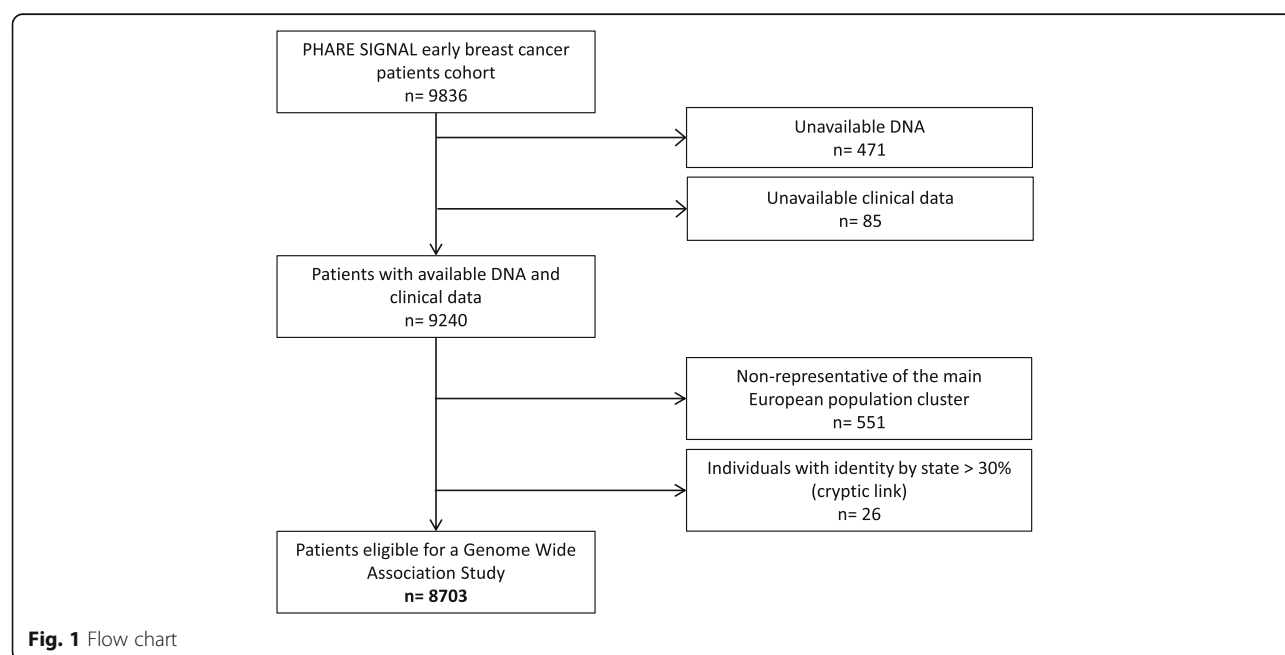 PHARE SIGNAL early breast cancer
patients cohort
n= 9836
Unavailable DNA
n= 471
Unavailable clinical data
n= 85
Patients with available DNA and
clinical data
n= 9240
Non-representative of the main
European population cluster
n= 551
Individuals with identity by state > 30%
(cryptic link)
n= 26
Patients eligible for a Genome Wide
Association Study
n= 8703
Fig. 1 Flow chart